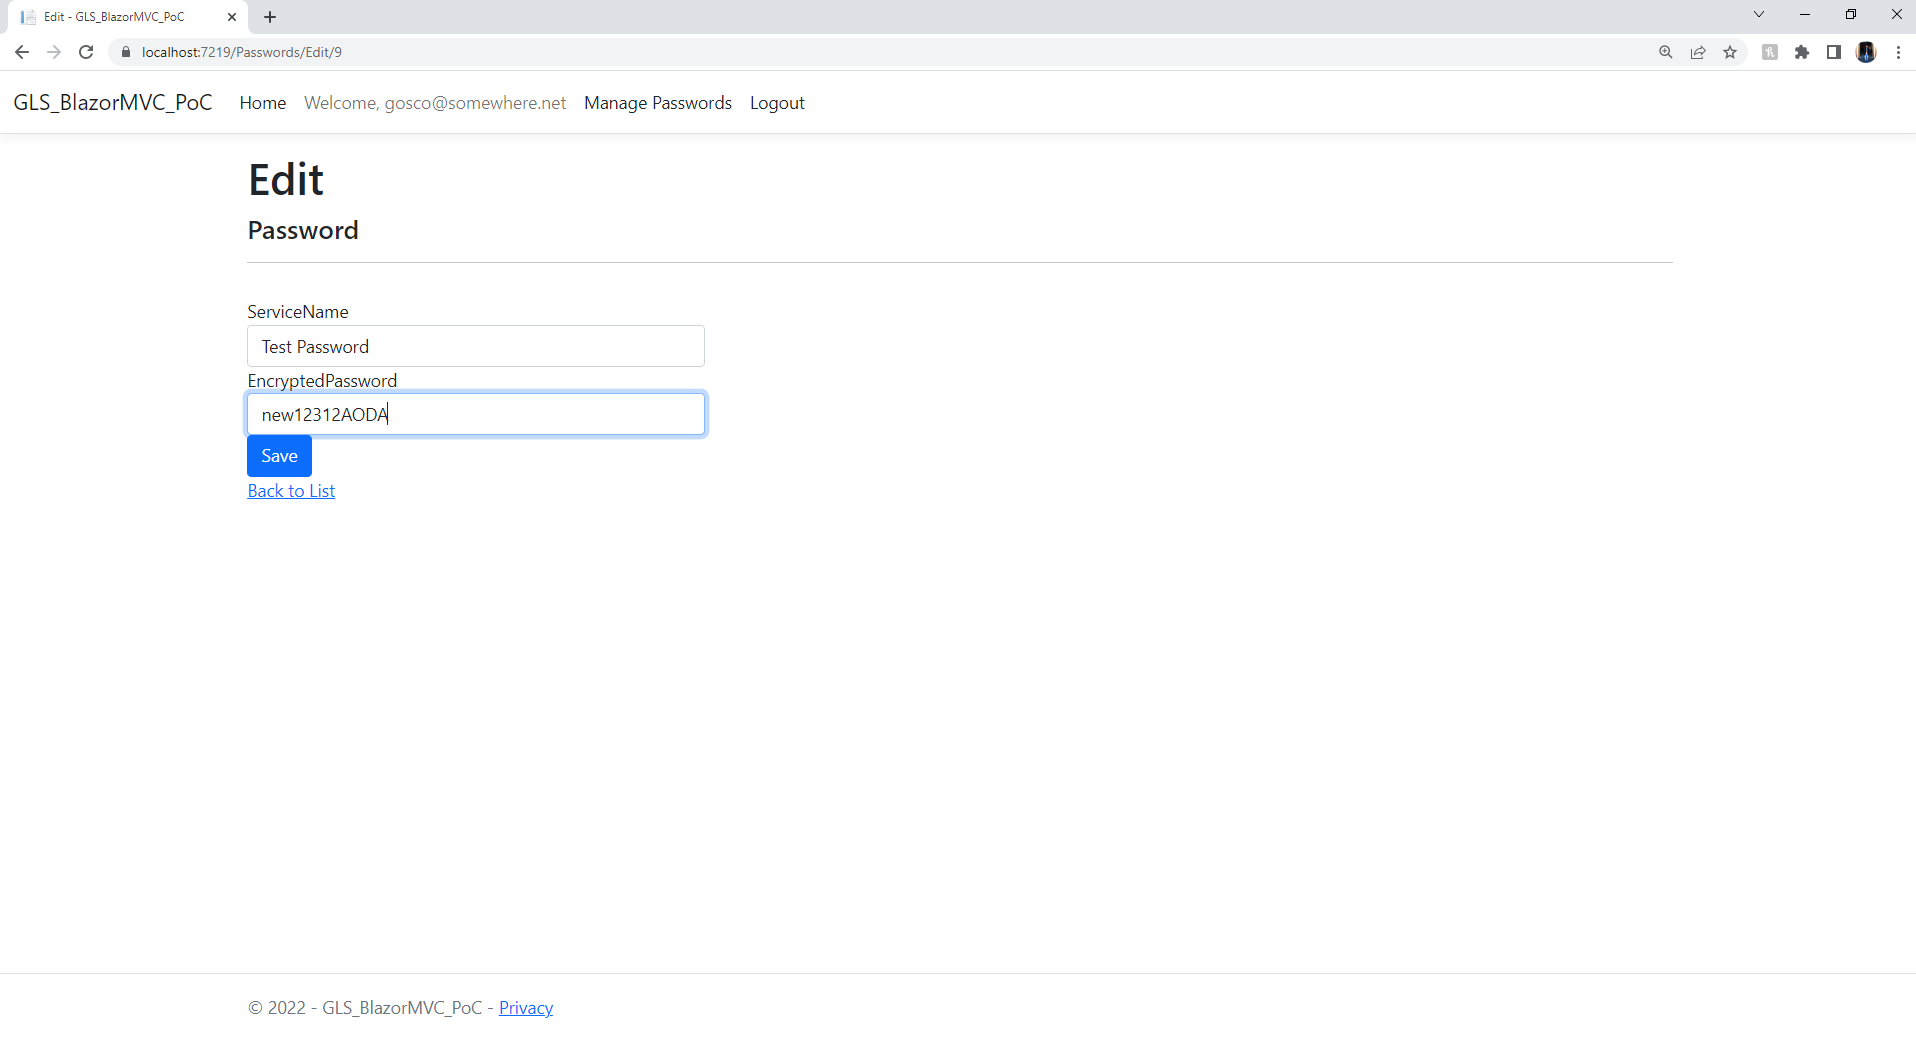 Edit - GLS_BlazorMVC_PoC
localhost:7219/Passwords/Edit/9
GLS_BlazorMVC_PoC Home Welcome, gosco@somewhere.net Manage Passwords Logout
Edit
Password
ServiceName
Test Password
EncryptedPassword
new12312AODA
Save
Back to List
© 2022 - GLS_BlazorMVC_PoC - Privacy